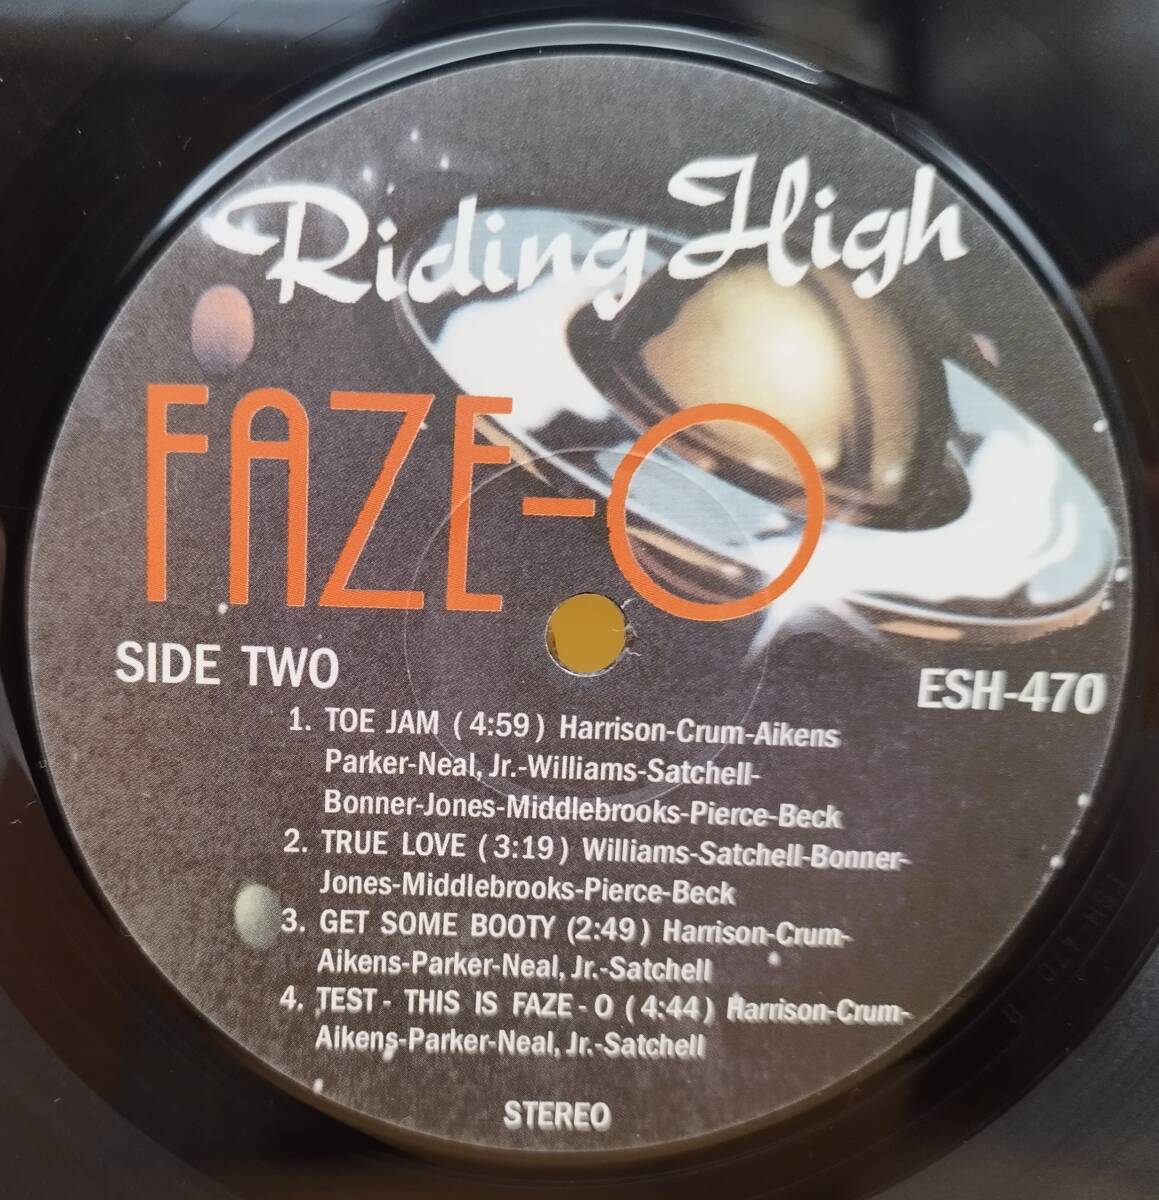 Riding High
FAZE-O
SIDE TWO
ESH-470
1. TOE JAM (4:59) Harrison-Crum-Aikens
Parker-Neal, Jr.-Williams-Satchell-
Bonner-Jones-Middlebrooks-Pierce-Beck
2. TRUE LOVE (3:19) Williams-Satchell-Bonner-
Jones-Middlebrooks-Pierce-Beck
3. GET SOME BOOTY (2:49) Harrison-Crum-
Aikens-Parker-Neal, Jr.-Satchell
4. TEST - THIS IS FAZE - O (4:44) Harrison-Crum-
Aikens-Parker-Neal, Jr.-Satchell
STEREO